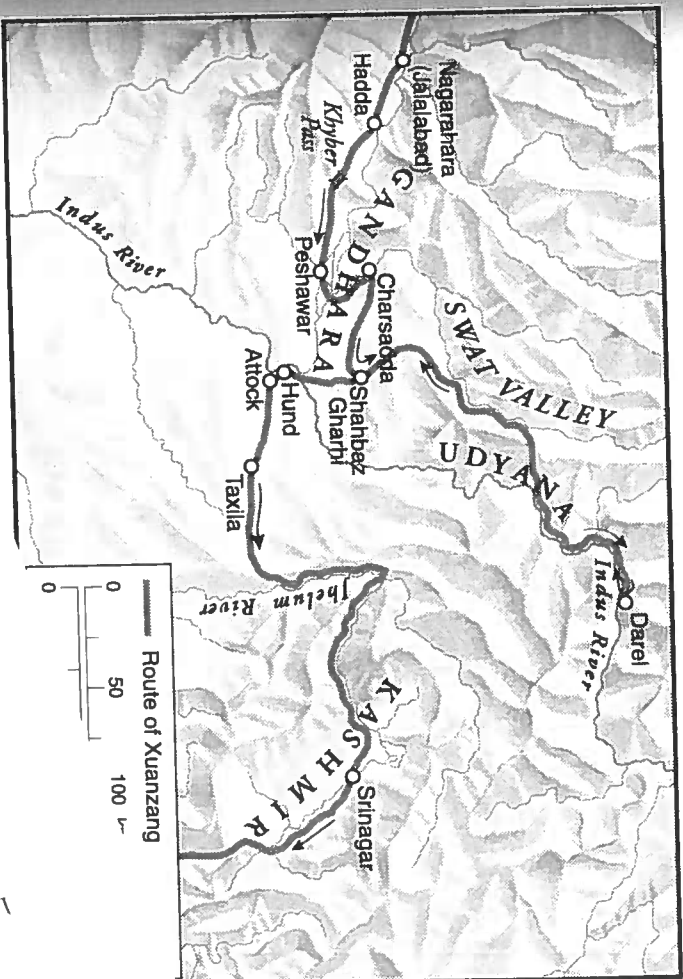 Nagarahara
(Jalalabad)
Hadda
Khyber
Pass
GANDHARA
Peshawar
Charsadda
SWAT VALLEY
UDYANA
Darel
Indus River
Shahbaz
Gharhi
Hund
Attock
Indus River
Taxila
Jhelum River
KASHMIR
Srinagar
Route of Xuanzang
0 50 100
0